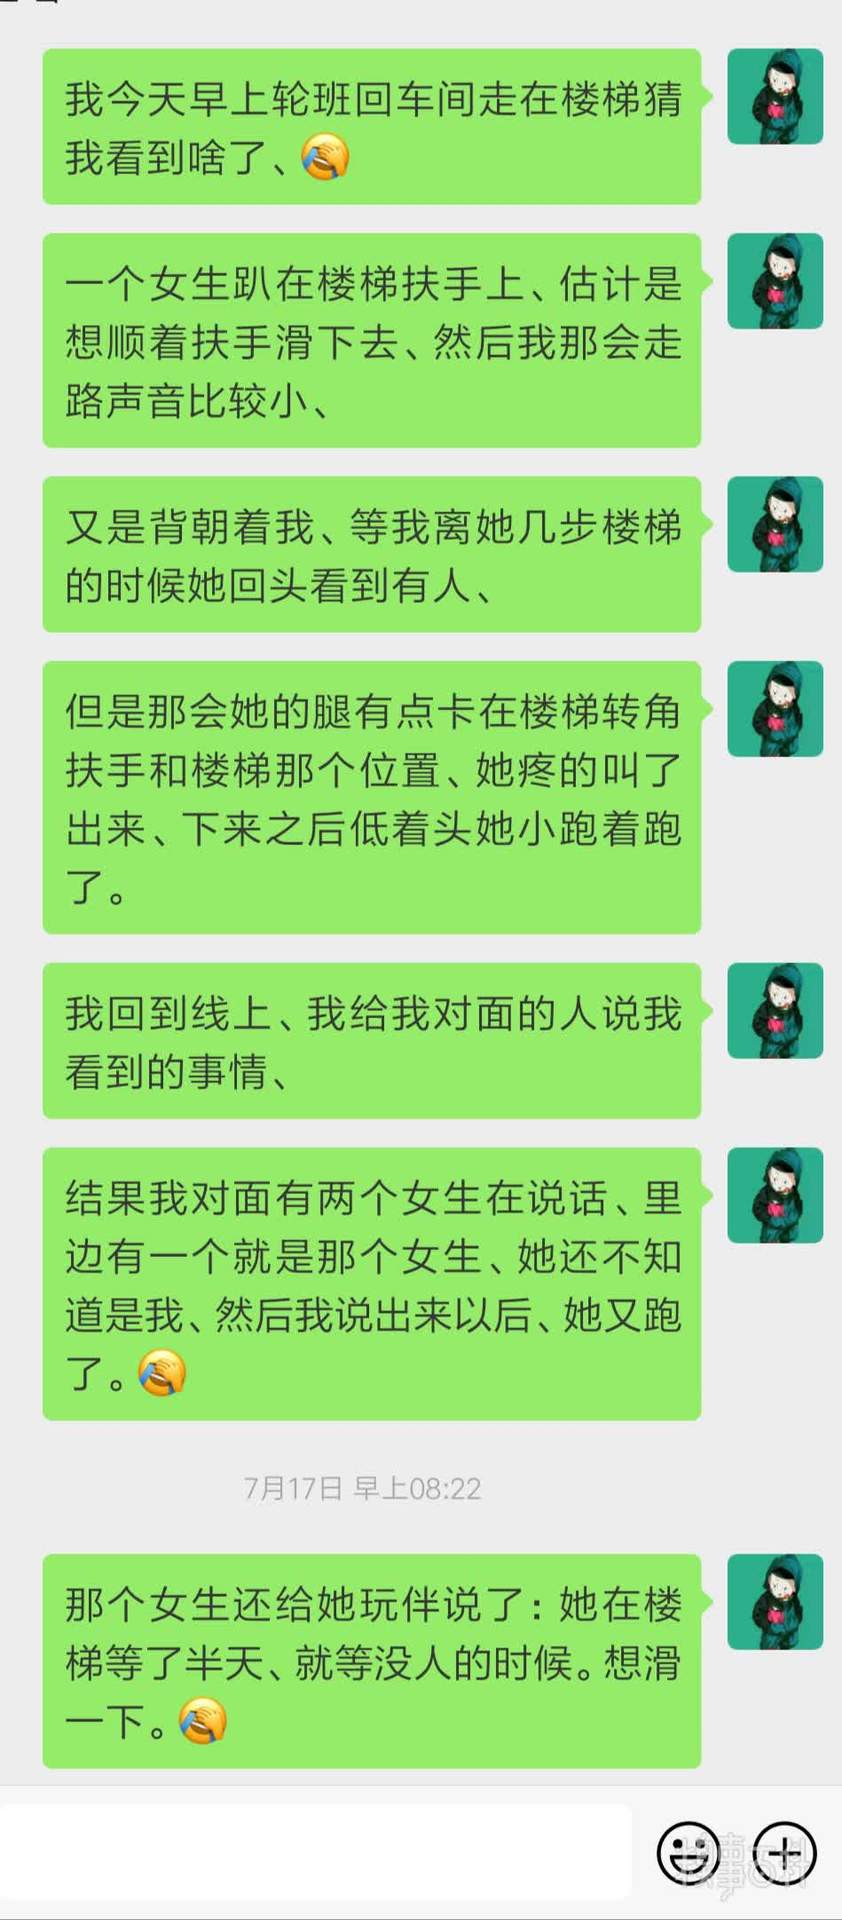 我今天早上轮班回车间走在楼梯猜
我看到啥了、🤦
一个女生趴在楼梯扶手上、估计是
想顺着扶手滑下去、然后我那会走
路声音比较小、
又是背朝着我、等我离她几步楼梯
的时候她回头看到有人、
但是那会她的腿有点卡在楼梯转角
扶手和楼梯那个位置、她疼的叫了
出来、下来之后低着头她小跑着跑
了。
我回到线上、我给我对面的人说我
看到的事情、
结果我对面有两个女生在说话、里
边有一个就是那个女生、她还不知
道是我、然后我说出来以后、她又跑
了。🤦
7月17日 早上08:22
那个女生还给她玩伴说了：她在楼
梯等了半天、就等没人的时候。想滑
一下。🤦
糗事百科